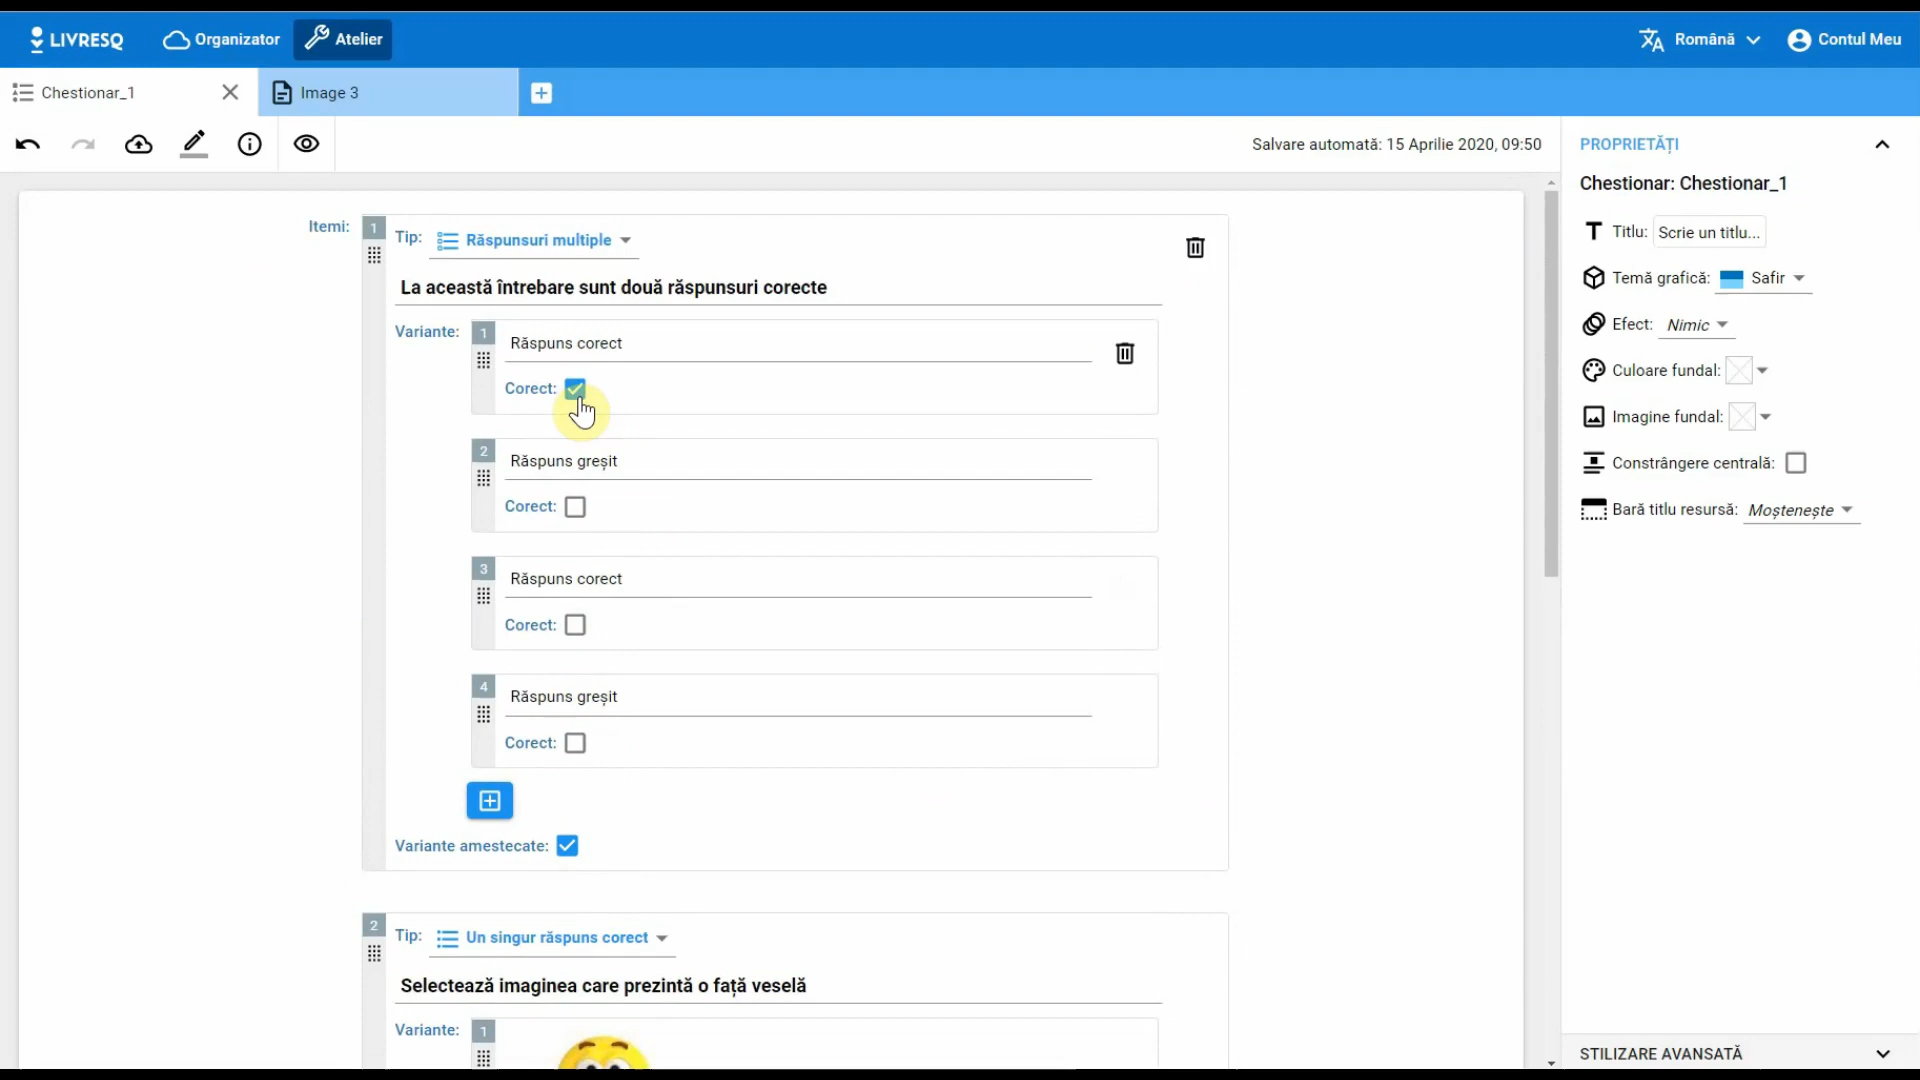 LIVRESQ Organizator Atelier Română Contul Meu
Chestionar_1 Image 3
Salvare automată: 15 Aprilie 2020, 09:50
PROPRIETĂȚI
Chestionar: Chestionar_1
Titlu: Scrie un titlu...
Temă grafică: Safir
Efect: Nimic
Culoare fundal:
Imagine fundal:
Constrângere centrală:
Bară titlu resursă: Moștenește
STILIZARE AVANSATĂ
Itemi: 1 Tip: Răspunsuri multiple
La această întrebare sunt două răspunsuri corecte
Variante: 1 Răspuns corect
Corect:
2 Răspuns greșit
Corect:
3 Răspuns corect
Corect:
4 Răspuns greșit
Corect:
Variante amestecate:
2 Tip: Un singur răspuns corect
Selectează imaginea care prezintă o față veselă
Variante: 1